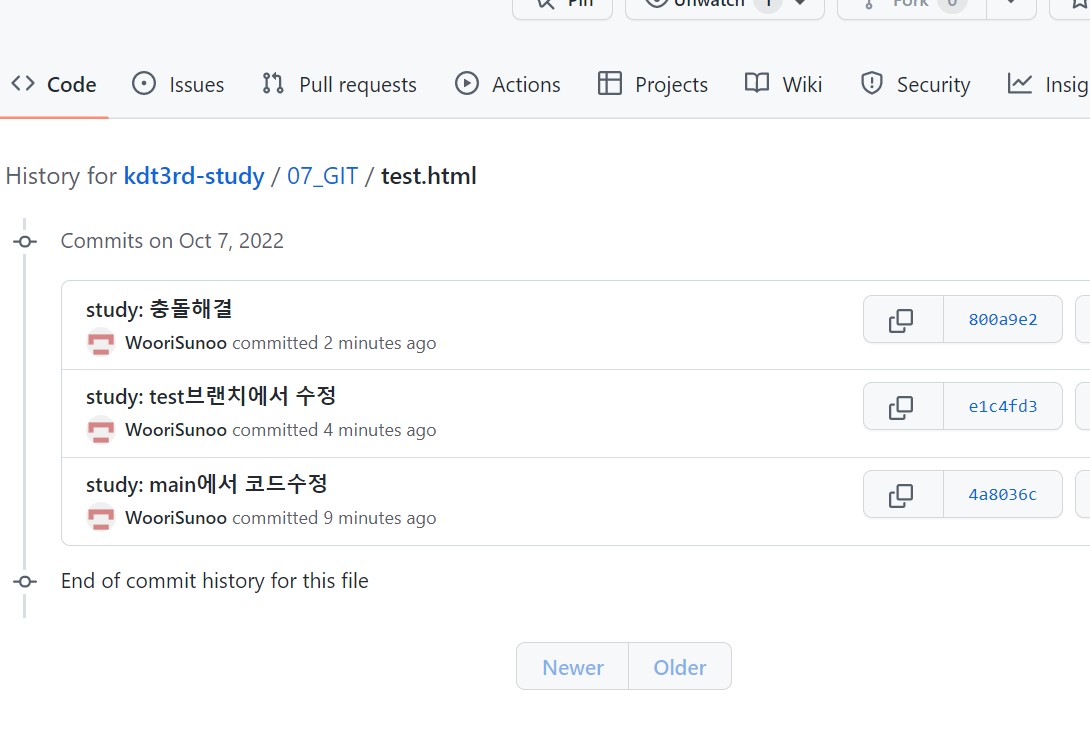 Pin Unwatch 1 Fork 0
Code Issues Pull requests Actions Projects Wiki Security Insig
History for kdt3rd-study / 07_GIT / test.html
Commits on Oct 7, 2022
study: 충돌해결
800a9e2
WooriSunoo committed 2 minutes ago
study: test브랜치에서 수정
e1c4fd3
WooriSunoo committed 4 minutes ago
study: main에서 코드수정
4a8036c
WooriSunoo committed 9 minutes ago
End of commit history for this file
Newer Older